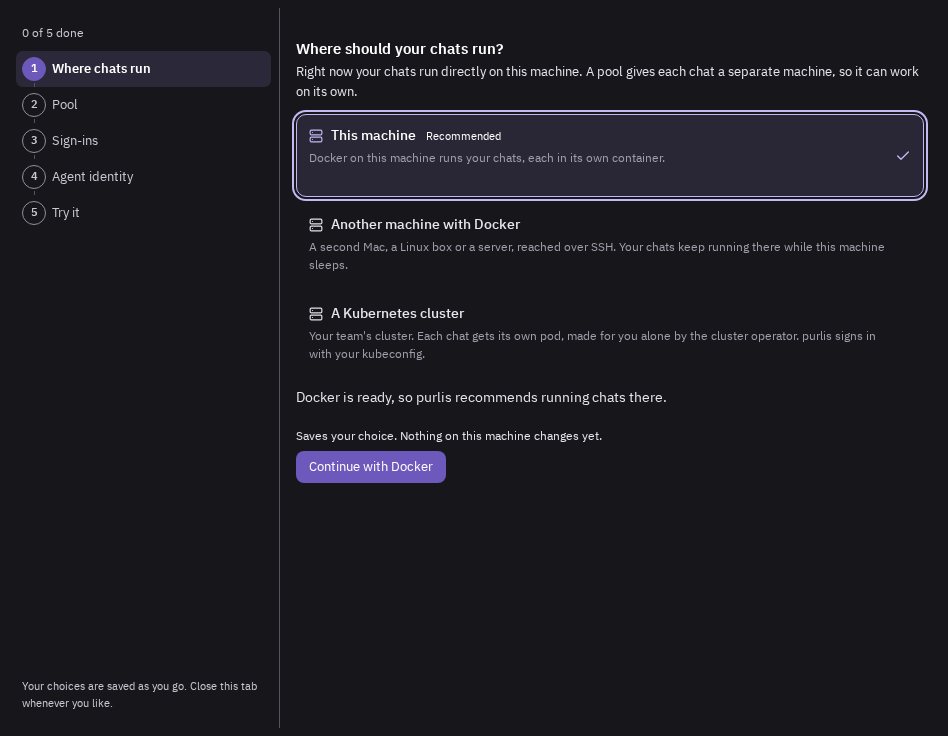 0 of 5 done
1 Where chats run
2 Pool
3 Sign-ins
4 Agent identity
5 Try it
Your choices are saved as you go. Close this tab
whenever you like.
Where should your chats run?
Right now your chats run directly on this machine. A pool gives each chat a separate machine, so it can work
on its own.
This machine Recommended
Docker on this machine runs your chats, each in its own container.
Another machine with Docker
A second Mac, a Linux box or a server, reached over SSH. Your chats keep running there while this machine
sleeps.
A Kubernetes cluster
Your team's cluster. Each chat gets its own pod, made for you alone by the cluster operator. purlis signs in
with your kubeconfig.
Docker is ready, so purlis recommends running chats there.
Saves your choice. Nothing on this machine changes yet.
Continue with Docker